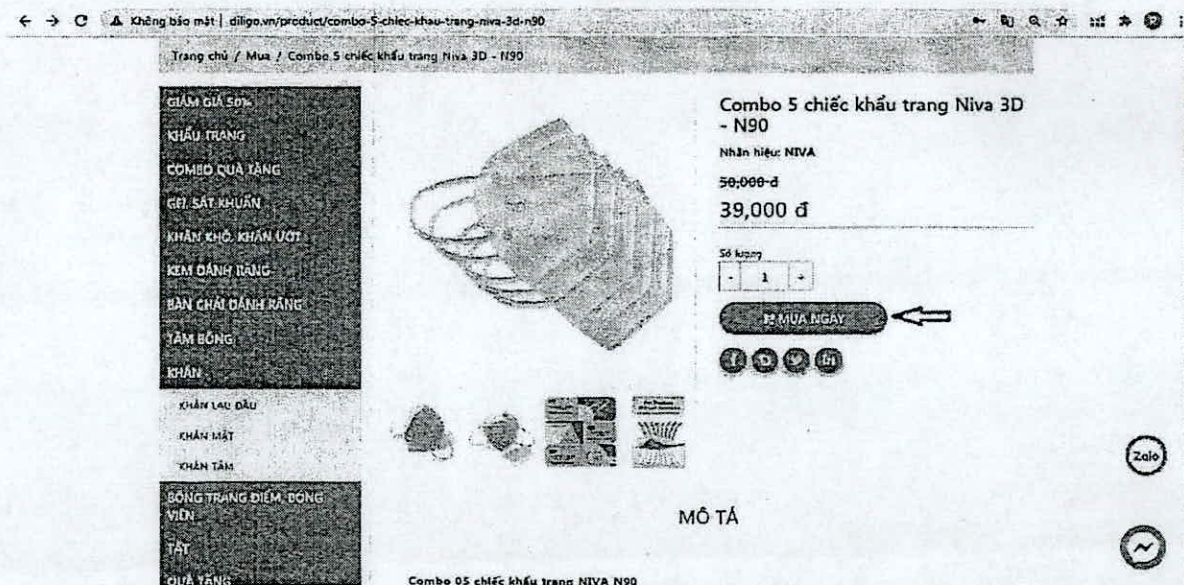 Không bảo mật | diligo.vn/product/combo-5-chiec-khau-trang-niva-3d-n90
Trang chủ / Mua / Combo 5 chiếc khẩu trang Niva 3D - N90
GIẢM GIÁ 50%
KHẨU TRANG
COMBO QUÀ TẶNG
GEL SÁT KHUẨN
KHĂN KHÔ, KHĂN ƯỚT
KEM ĐÁNH RĂNG
BÀN CHẢI ĐÁNH RĂNG
TĂM BÔNG
KHĂN
KHĂN LAU ĐẦU
KHĂN MẶT
KHĂN TẮM
BÔNG TRANG ĐIỂM, BÔNG
VIÊN
TẤT
QUÀ TẶNG
Combo 5 chiếc khẩu trang Niva 3D
- N90
Nhãn hiệu: NIVA
50,000 đ
39,000 đ
Số lượng
- 1 +
MUA NGAY
Zalo
MÔ TẢ
Combo 05 chiếc khẩu trang NIVA N90